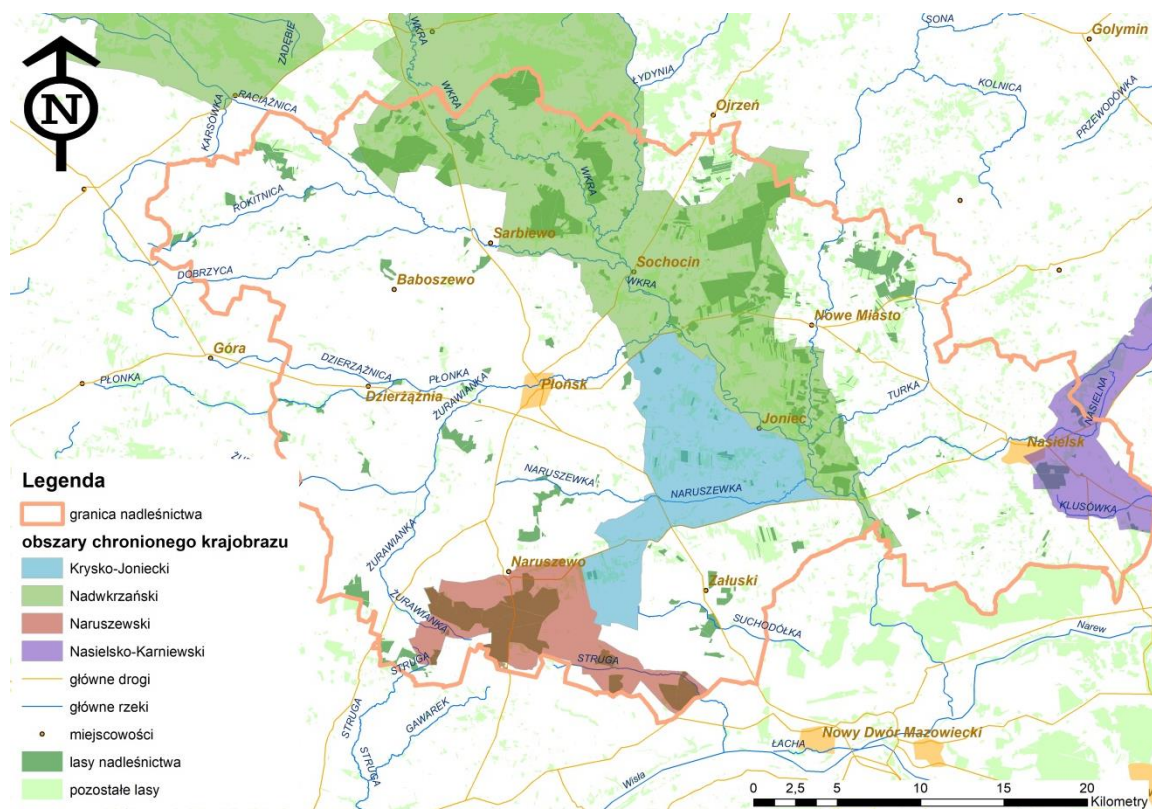 N
ZADĘBIE
WKRA
SONA
Golymin
ŁYDYNIA
KOLNICA
RACIĄŻNICA
WKRA
Ojrzeń
PRZEWODÓWKA
KARSÓWKA
WKRA
ROKITNICA
Sarbiewo
Sochocin
DOBRZYCA
Baboszewo
WKRA
Nowe Miasto
Góra
DZIERZĄŻNICA
PŁONKA
PŁONKA
Płońsk
Dzierzążnia
ŻURAWIANKA
TURKA
NASIELNA
Joniec
Nasielsk
NARUSZEWKA
NARUSZEWKA
KLUSÓWKA
ŻURAWIANKA
Naruszewo
Załuski
ŻURAWIANKA
SUCHODÓŁKA
Narew
STRUGA
STRUGA
STRUGA
GAWAREK
STRUGA
Nowy Dwór Mazowiecki
ŁACHA
Wisła
Legenda
granica nadleśnictwa
obszary chronionego krajobrazu
Krysko-Joniecki
Nadwkrzański
Naruszewski
Nasielsko-Karniewski
główne drogi
główne rzeki
miejscowości
lasy nadleśnictwa
pozostałe lasy
0 2,5 5 10 15 20
Kilometry